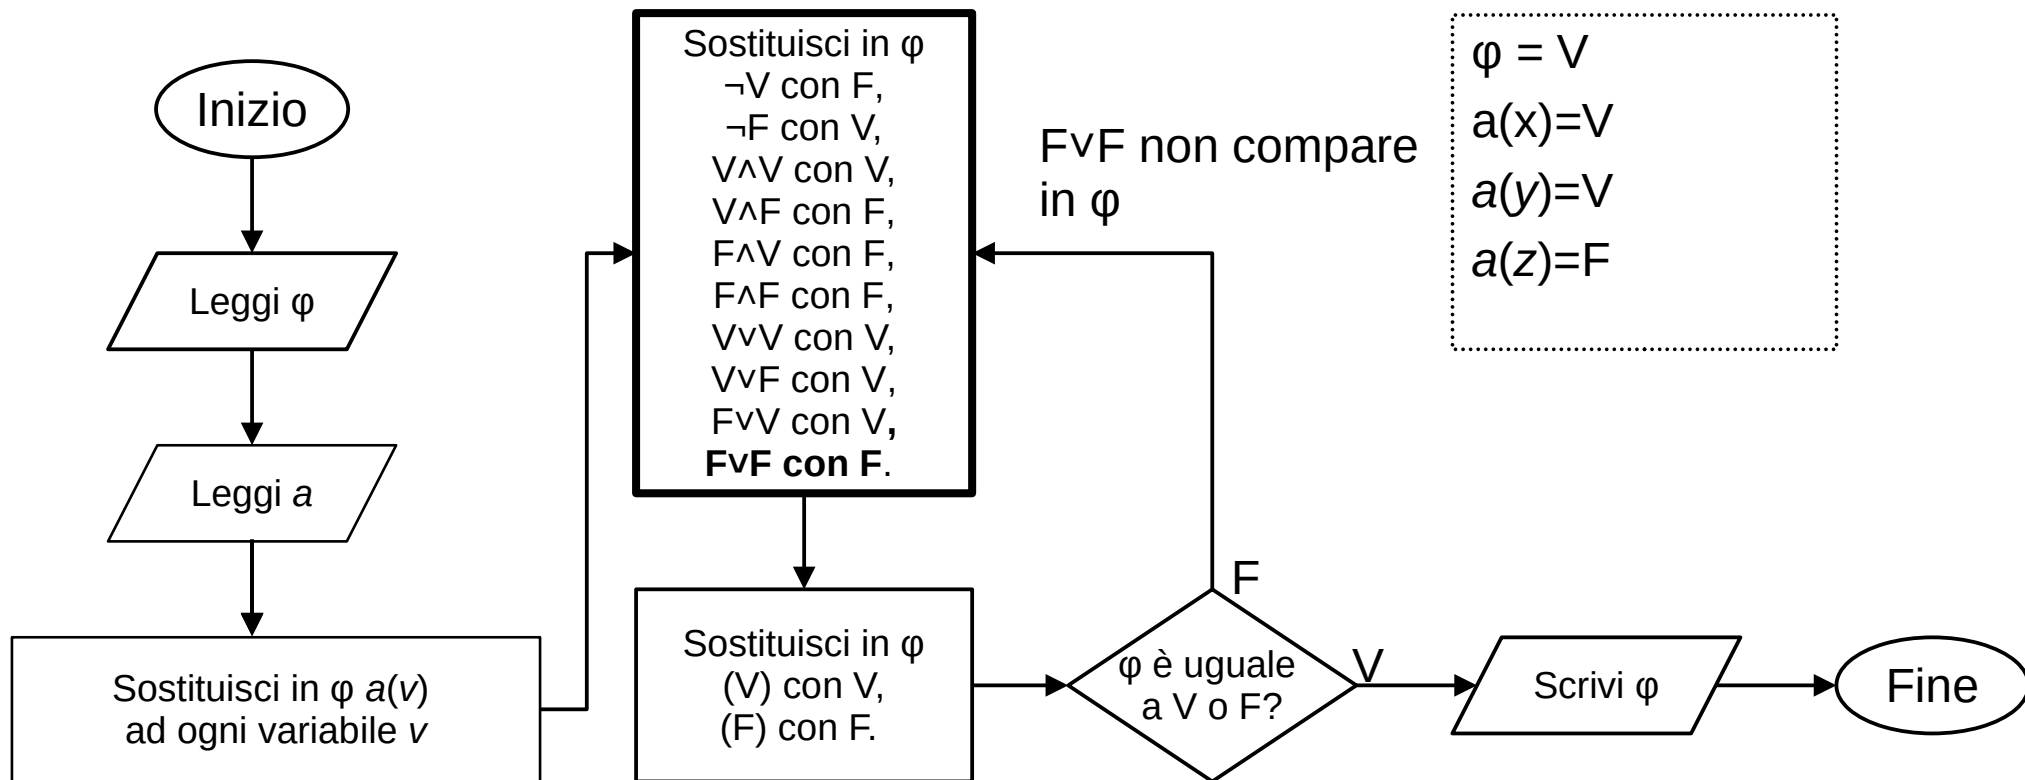 Inizio
Leggi φ
Leggi a
Sostituisci in φ a(v)
ad ogni variabile v
Sostituisci in φ
¬V con F,
¬F con V,
V∧V con V,
V∧F con F,
F∧V con F,
F∧F con F,
V∨V con V,
V∨F con V,
F∨V con V,
F∨F con F.
Sostituisci in φ
(V) con V,
(F) con F.
F∨F non compare
in φ
F
φ è uguale
a V o F?
V
Scrivi φ
Fine
φ = V
a(x)=V
a(y)=V
a(z)=F